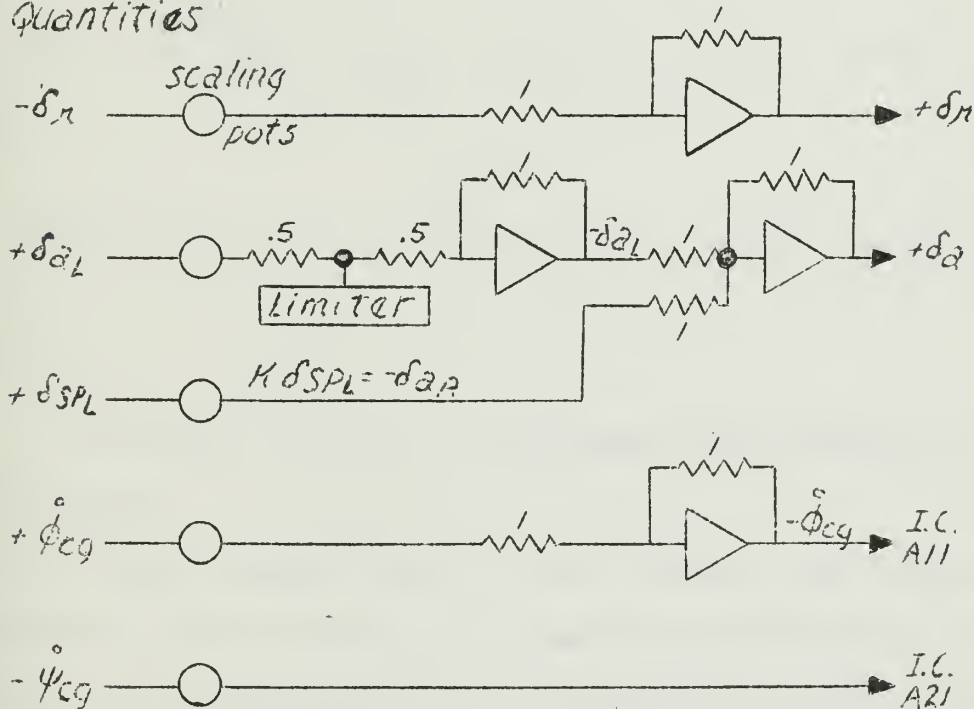 Quantities
1
-δr scaling pots 1 +δr
1 1
+δaL .5 .5 -δaL 1 +δa
Limiter
1
+δSPL K δSPL = -δaR
1
+φ̇cg 1 -φ̇cg I.C. A11
-ψ̇cg I.C. A21